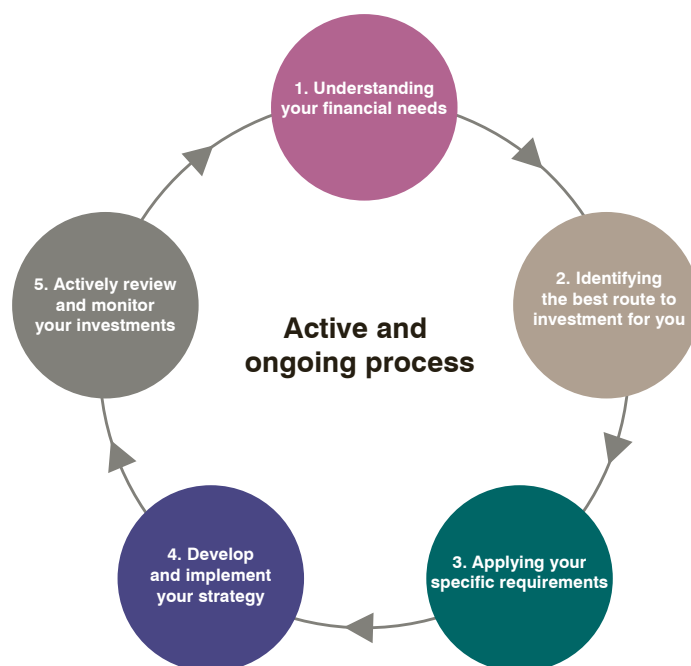 1. Understanding
your financial needs
2. Identifying
the best route to
investment for you
3. Applying your
specific requirements
4. Develop
and implement
your strategy
5. Actively review
and monitor
your investments
Active and
ongoing process